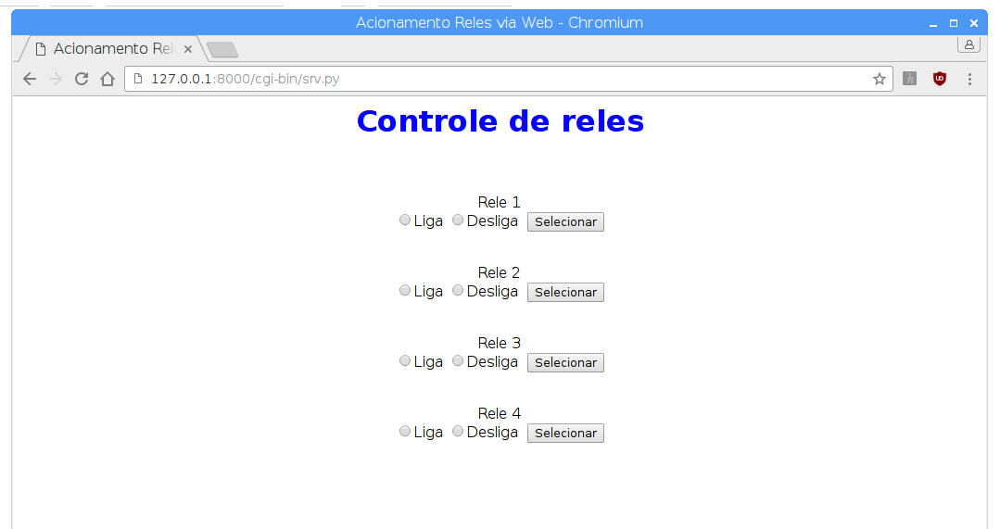 Acionamento Reles via Web - Chromium
Acionamento Rel
127.0.0.1:8000/cgi-bin/srv.py
Controle de reles
Rele 1
Liga Desliga Selecionar
Rele 2
Liga Desliga Selecionar
Rele 3
Liga Desliga Selecionar
Rele 4
Liga Desliga Selecionar